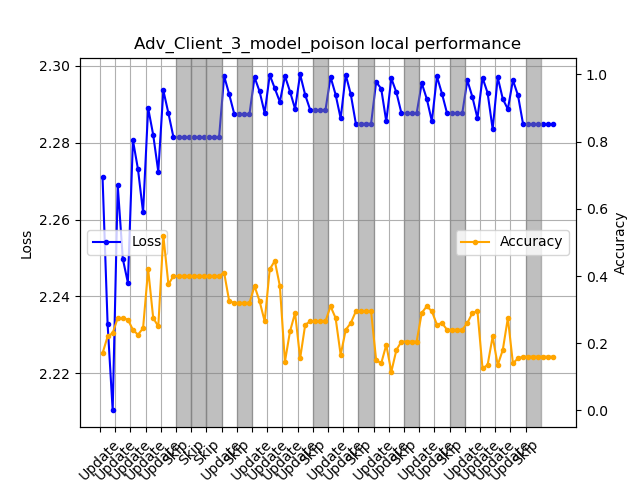 Adv_Client_3_model_poison local performance
2.30
2.28
2.26
2.24
2.22
Loss
Loss
Accuracy
1.0
0.8
0.6
0.4
0.2
0.0
Accuracy
Update
Update
Update
Update
Update
Skip
Skip
Skip
Update
Skip
Update
Update
Update
Update
Skip
Update
Update
Skip
Update
Update
Skip
Update
Update
Skip
Update
Update
Update
Update
Skip